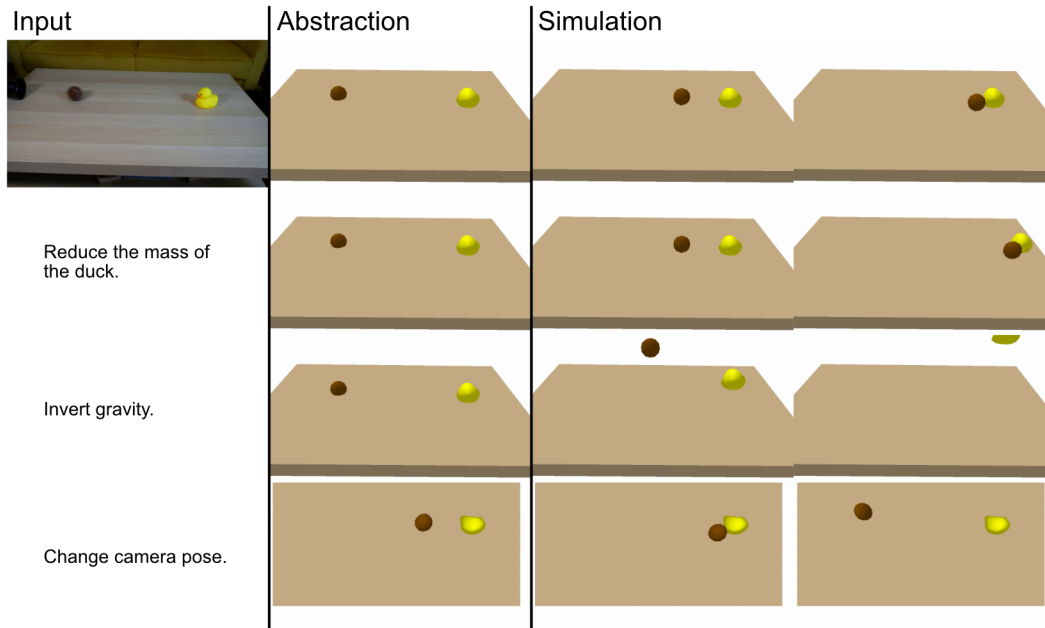 Input
Abstraction
Simulation
Reduce the mass of
the duck.
Invert gravity.
Change camera pose.